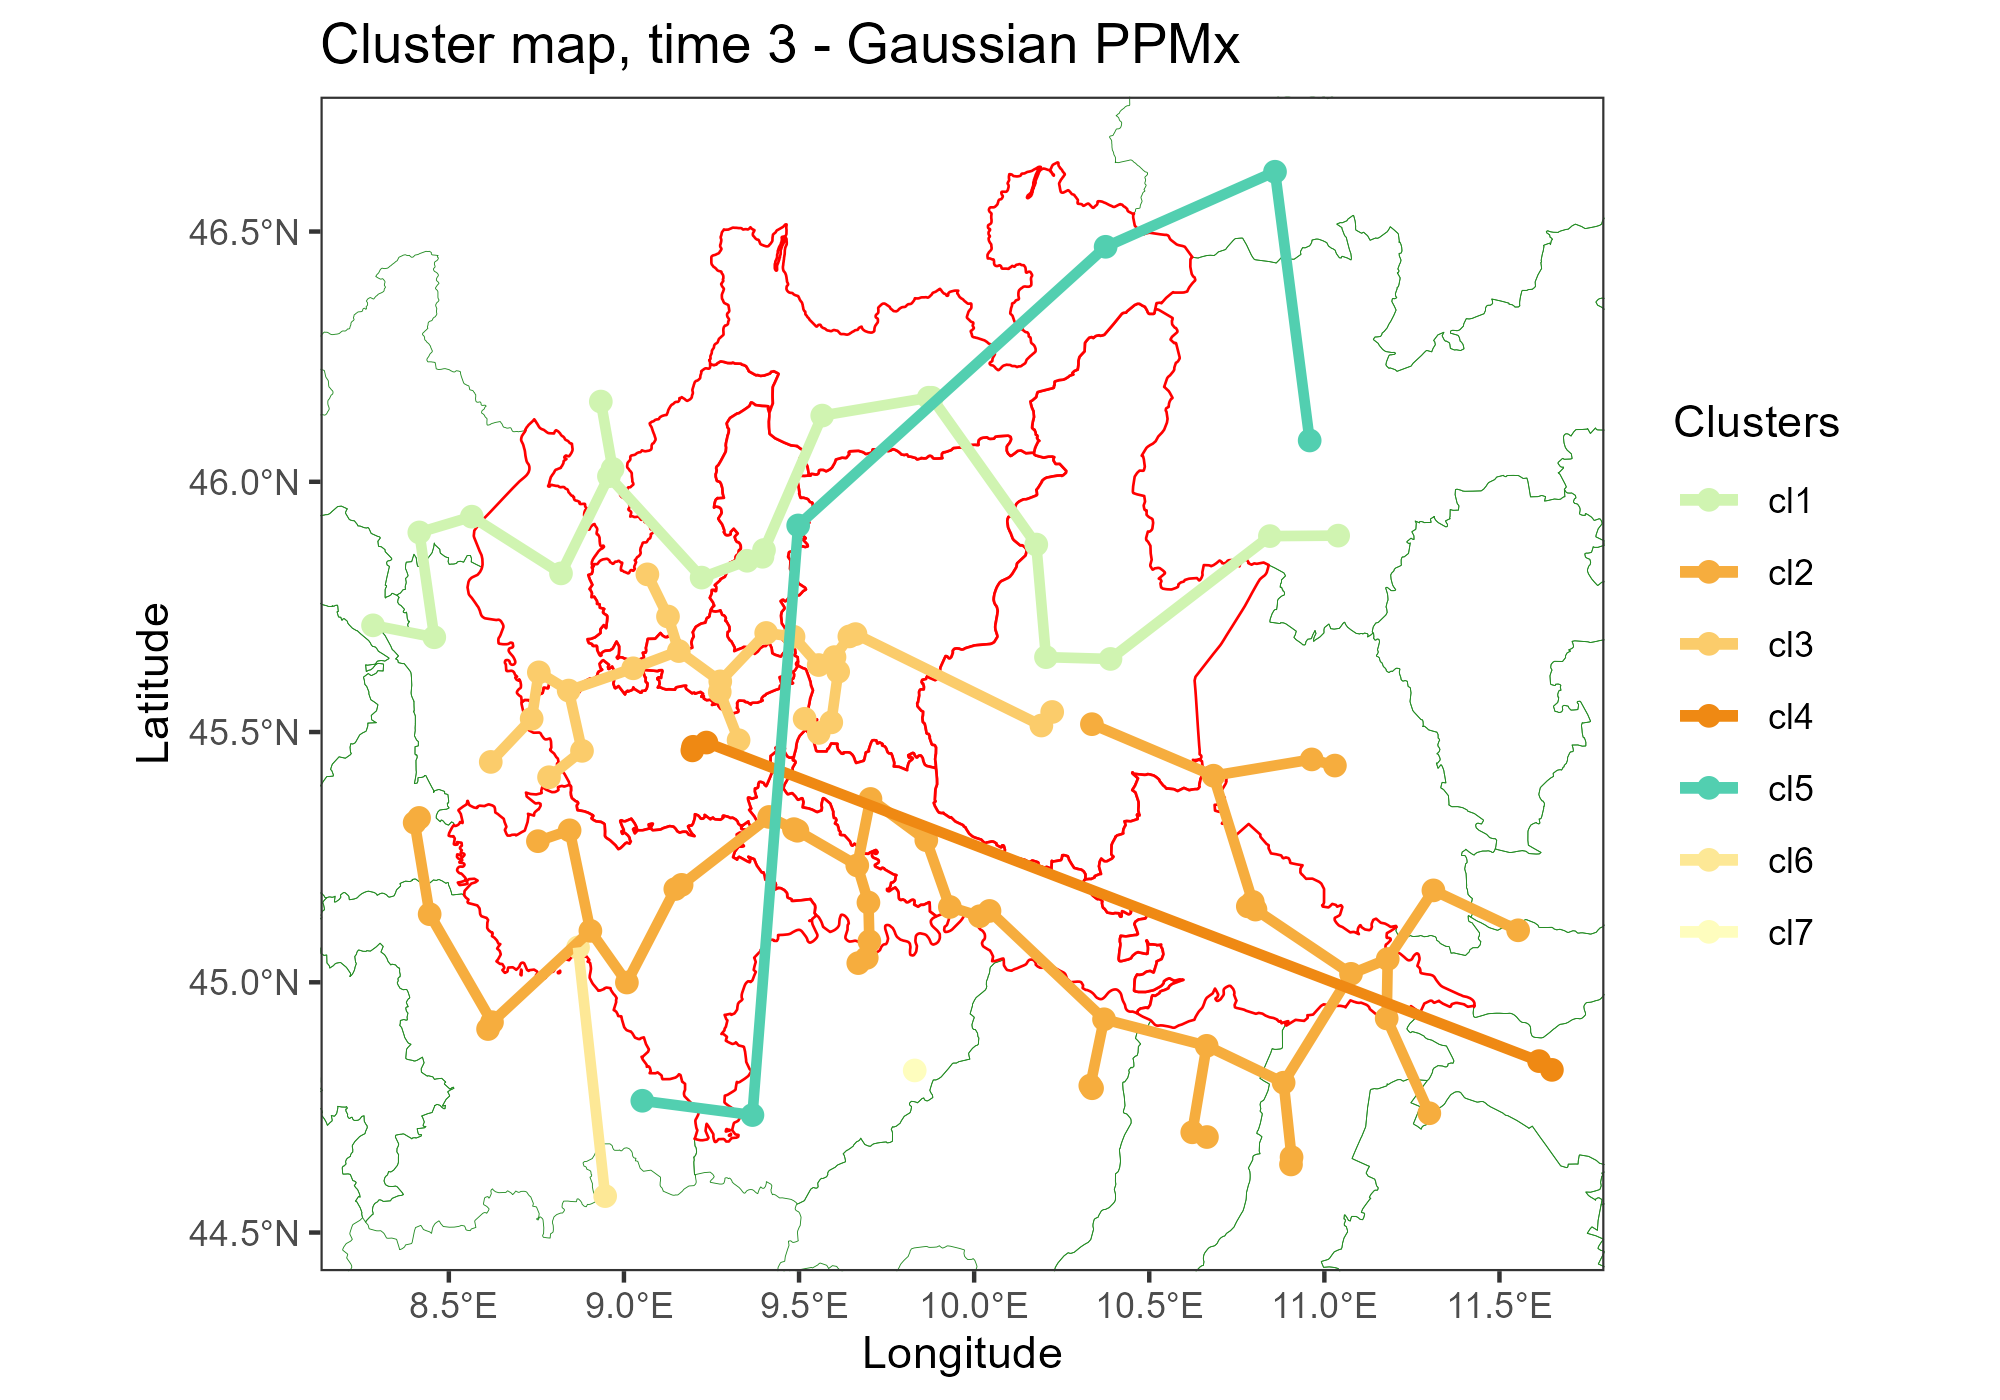 Cluster map, time 3 - Gaussian PPMx
46.5°N
46.0°N
45.5°N
45.0°N
44.5°N
Latitude
8.5°E 9.0°E 9.5°E 10.0°E 10.5°E 11.0°E 11.5°E
Longitude
Clusters
cl1
cl2
cl3
cl4
cl5
cl6
cl7